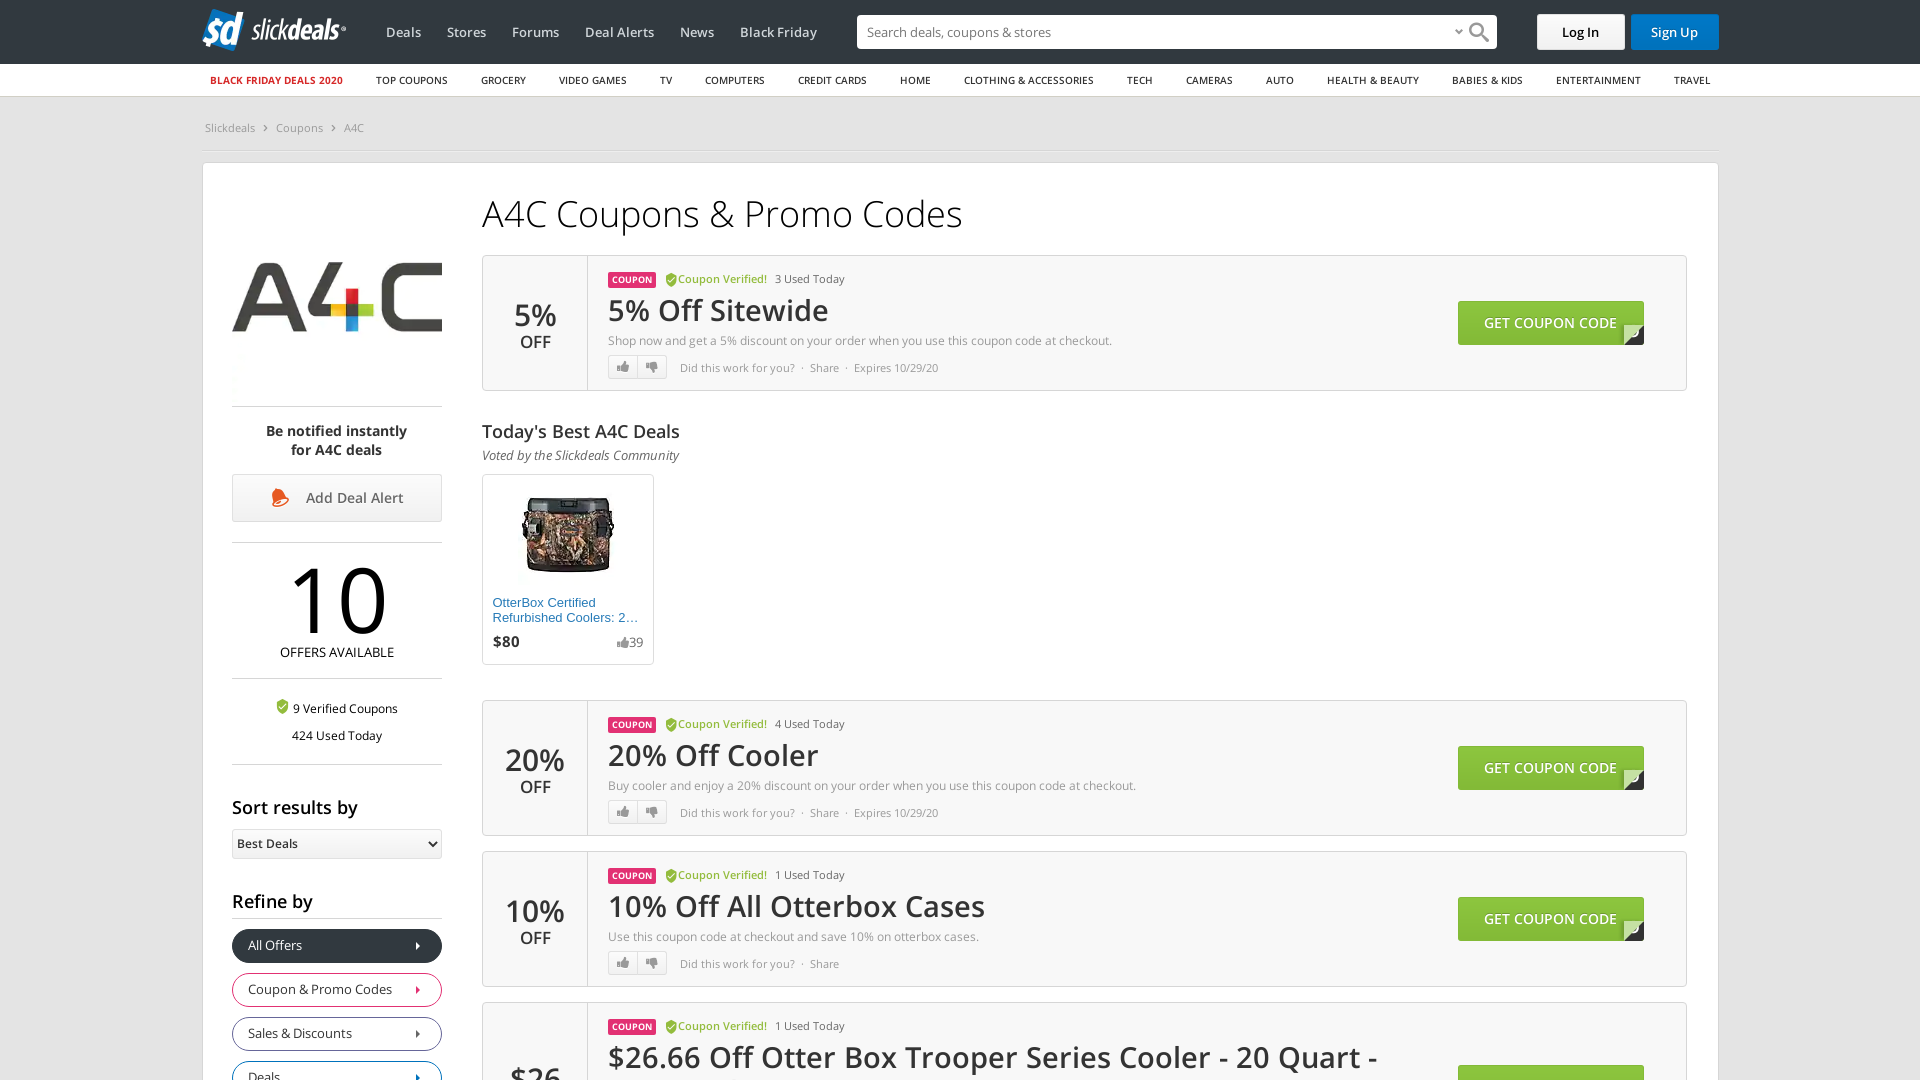 slickdeals
Deals
Stores
Forums
Deal Alerts
News
Black Friday
Search deals, coupons & stores
Log In
Sign Up
BLACK FRIDAY DEALS 2020
TOP COUPONS
GROCERY
VIDEO GAMES
TV
COMPUTERS
CREDIT CARDS
HOME
CLOTHING & ACCESSORIES
TECH
CAMERAS
AUTO
HEALTH & BEAUTY
BABIES & KIDS
ENTERTAINMENT
TRAVEL
Slickdeals
Coupons
A4C
A4C
Be notified instantly
for A4C deals
Add Deal Alert
10
OFFERS AVAILABLE
9 Verified Coupons
424 Used Today
Sort results by
Best Deals
Refine by
All Offers
Coupon & Promo Codes
Sales & Discounts
Deals
A4C Coupons & Promo Codes
5%
OFF
COUPON Coupon Verified! 3 Used Today
5% Off Sitewide
Shop now and get a 5% discount on your order when you use this coupon code at checkout.
Did this work for you? · Share · Expires 10/29/20
GET COUPON CODE
Today's Best A4C Deals
Voted by the Slickdeals Community
OtterBox Certified
Refurbished Coolers: 2…
$80
39
20%
OFF
COUPON Coupon Verified! 4 Used Today
20% Off Cooler
Buy cooler and enjoy a 20% discount on your order when you use this coupon code at checkout.
Did this work for you? · Share · Expires 10/29/20
GET COUPON CODE
10%
OFF
COUPON Coupon Verified! 1 Used Today
10% Off All Otterbox Cases
Use this coupon code at checkout and save 10% on otterbox cases.
Did this work for you? · Share
GET COUPON CODE
$26
COUPON Coupon Verified! 1 Used Today
$26.66 Off Otter Box Trooper Series Cooler - 20 Quart -